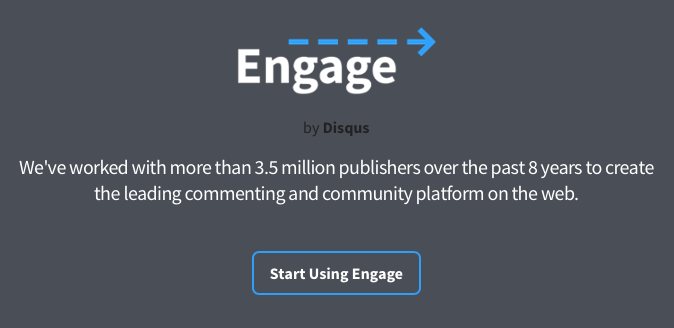 Engage
by Disqus
We've worked with more than 3.5 million publishers over the past 8 years to create
the leading commenting and community platform on the web.
Start Using Engage